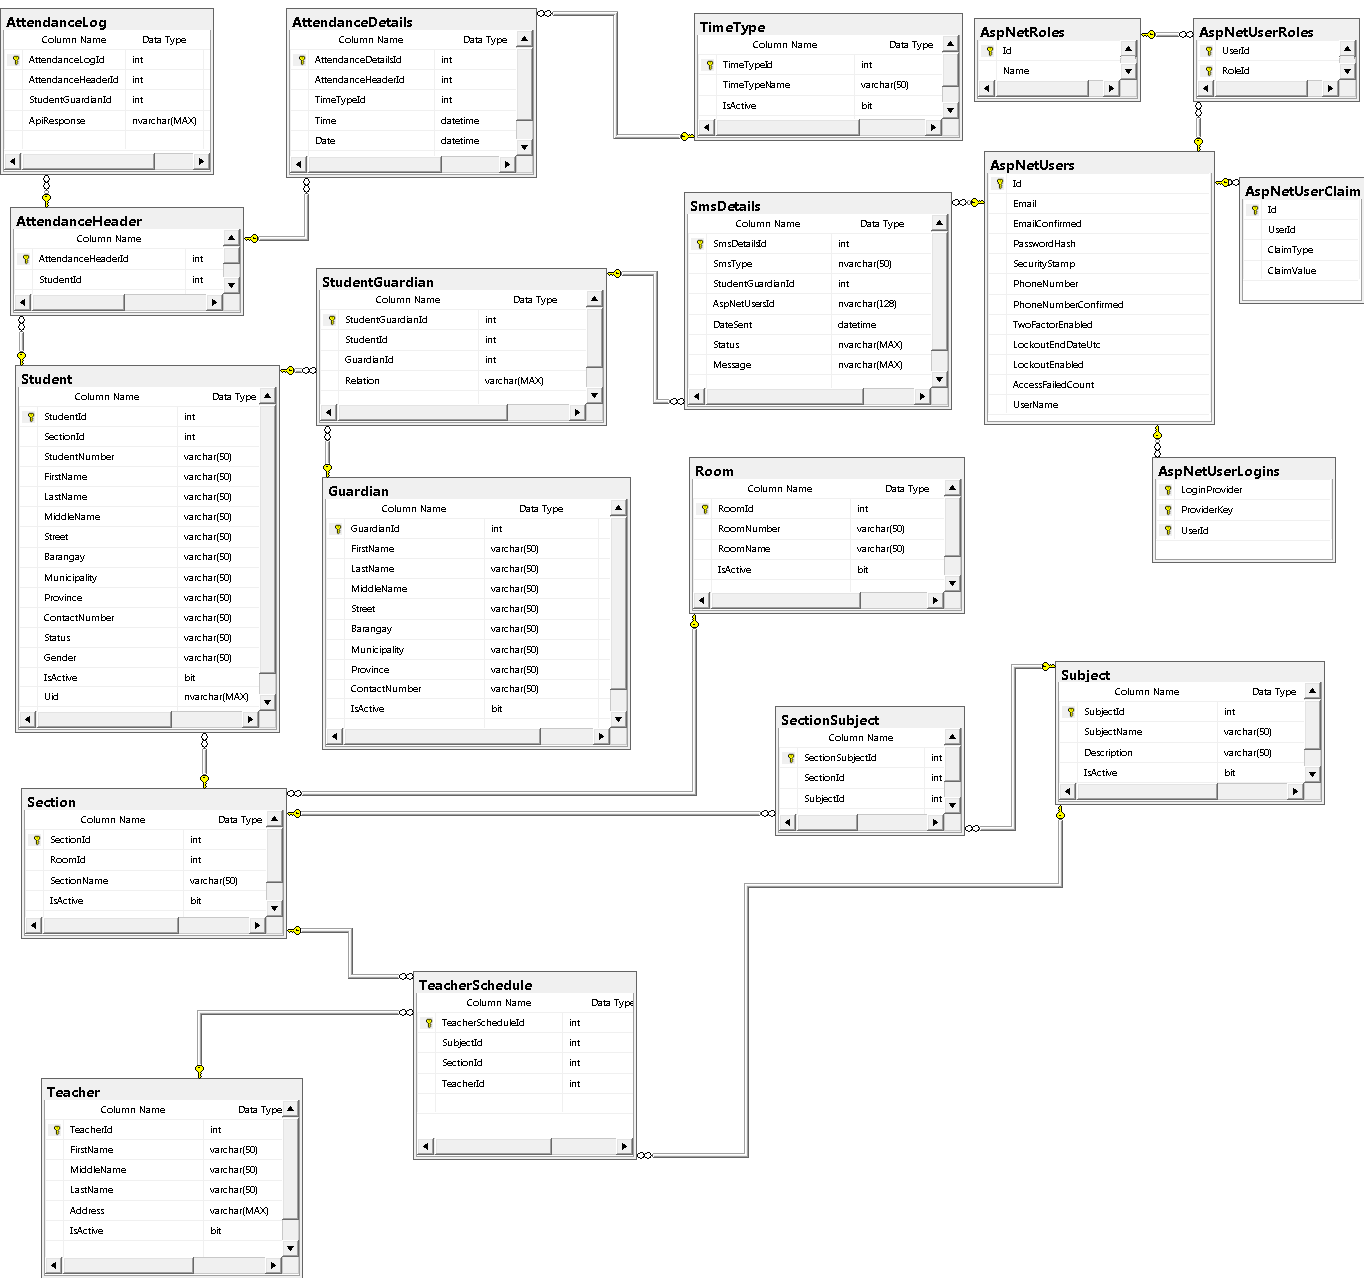 AttendanceLog
Column Name Data Type
AttendanceLogId int
AttendanceHeaderId int
StudentGuardianId int
ApiResponse nvarchar(MAX)
AttendanceDetails
Column Name Data Type
AttendanceDetailsId int
AttendanceHeaderId int
TimeTypeId int
Time datetime
Date datetime
TimeType
Column Name Data Type
TimeTypeId int
TimeTypeName varchar(50)
IsActive bit
AspNetRoles
Id
Name
AspNetUserRoles
UserId
RoleId
AttendanceHeader
Column Name
AttendanceHeaderId int
StudentId int
StudentGuardian
Column Name Data Type
StudentGuardianId int
StudentId int
GuardianId int
Relation varchar(MAX)
SmsDetails
Column Name Data Type
SmsDetailsId int
SmsType nvarchar(50)
StudentGuardianId int
AspNetUsersId nvarchar(128)
DateSent datetime
Status nvarchar(MAX)
Message nvarchar(MAX)
AspNetUsers
Id
Email
EmailConfirmed
PasswordHash
SecurityStamp
PhoneNumber
PhoneNumberConfirmed
TwoFactorEnabled
LockoutEndDateUtc
LockoutEnabled
AccessFailedCount
UserName
AspNetUserClaim
Id
UserId
ClaimType
ClaimValue
Student
Column Name Data Type
StudentId int
SectionId int
StudentNumber varchar(50)
FirstName varchar(50)
LastName varchar(50)
MiddleName varchar(50)
Street varchar(50)
Barangay varchar(50)
Municipality varchar(50)
Province varchar(50)
ContactNumber varchar(50)
Status varchar(50)
Gender varchar(50)
IsActive bit
Uid nvarchar(MAX)
Guardian
Column Name Data Type
GuardianId int
FirstName varchar(50)
LastName varchar(50)
MiddleName varchar(50)
Street varchar(50)
Barangay varchar(50)
Municipality varchar(50)
Province varchar(50)
ContactNumber varchar(50)
IsActive bit
Room
Column Name Data Type
RoomId int
RoomNumber varchar(50)
RoomName varchar(50)
IsActive bit
AspNetUserLogins
LoginProvider
ProviderKey
UserId
Section
Column Name Data Type
SectionId int
RoomId int
SectionName varchar(50)
IsActive bit
SectionSubject
Column Name
SectionSubjectId int
SectionId int
SubjectId int
Subject
Column Name Data Type
SubjectId int
SubjectName varchar(50)
Description varchar(50)
IsActive bit
TeacherSchedule
Column Name Data Type
TeacherScheduleId int
SubjectId int
SectionId int
TeacherId int
Teacher
Column Name Data Type
TeacherId int
FirstName varchar(50)
MiddleName varchar(50)
LastName varchar(50)
Address varchar(MAX)
IsActive bit